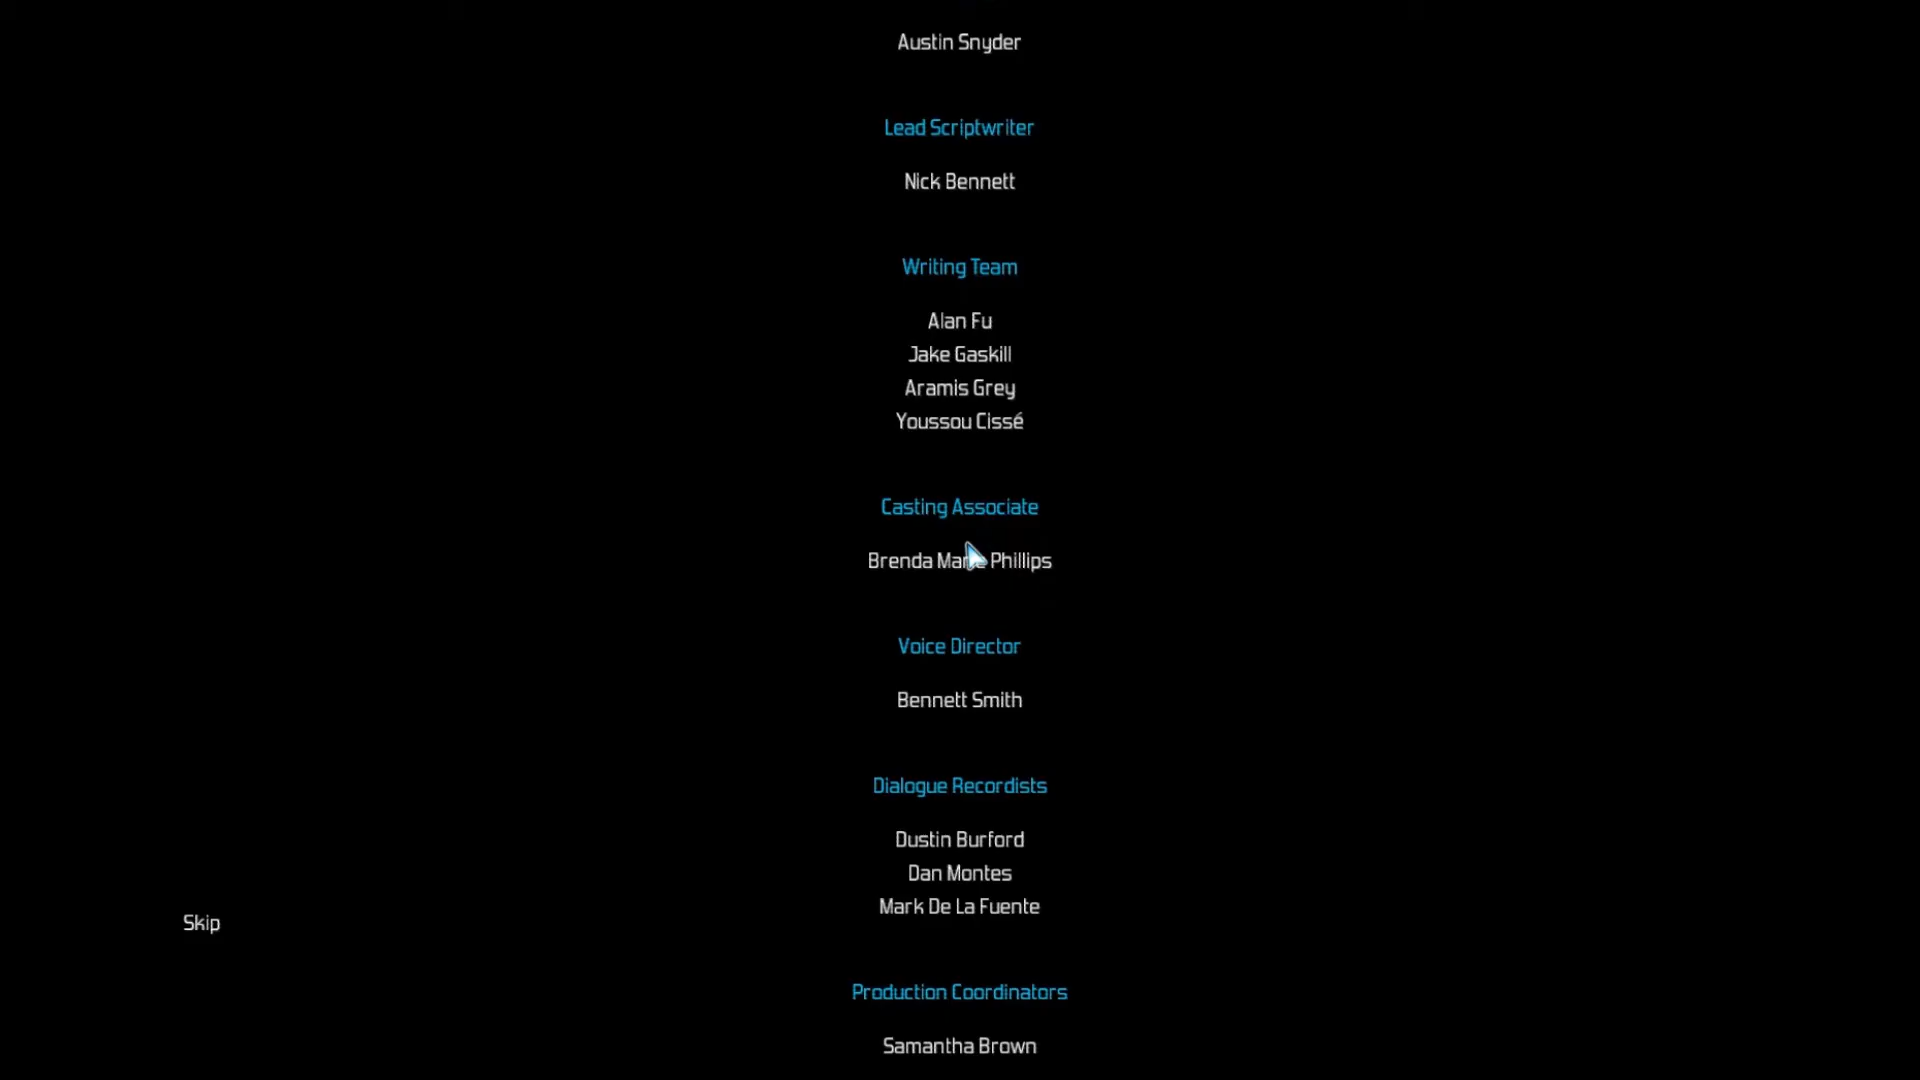 Austin Snyder
Lead Scriptwriter
Nick Bennett
Writing Team
Alan Fu
Jake Gaskill
Aramis Grey
Youssou Cissé
Casting Associate
Brenda Marie Phillips
Voice Director
Bennett Smith
Dialogue Recordists
Dustin Burford
Dan Montes
Mark De La Fuente
Skip
Production Coordinators
Samantha Brown